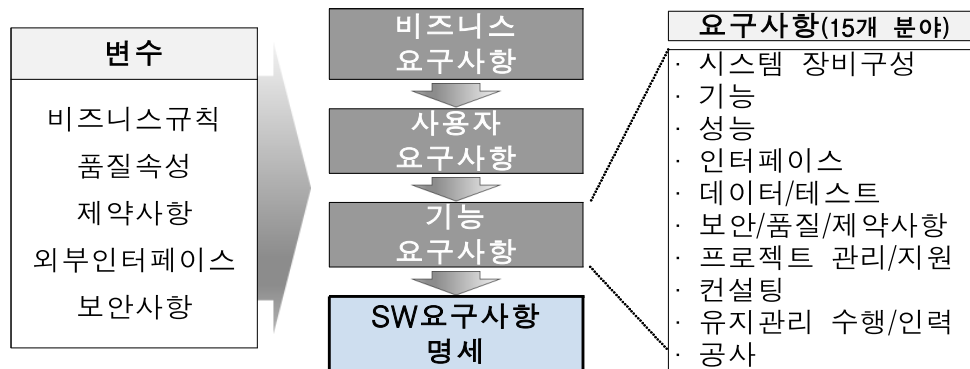 변수
비즈니스규칙
품질속성
제약사항
외부인터페이스
보안사항
비즈니스
요구사항
사용자
요구사항
기능
요구사항
SW요구사항
명세
요구사항(15개 분야)
· 시스템 장비구성
· 기능
· 성능
· 인터페이스
· 데이터/테스트
· 보안/품질/제약사항
· 프로젝트 관리/지원
· 컨설팅
· 유지관리 수행/인력
· 공사